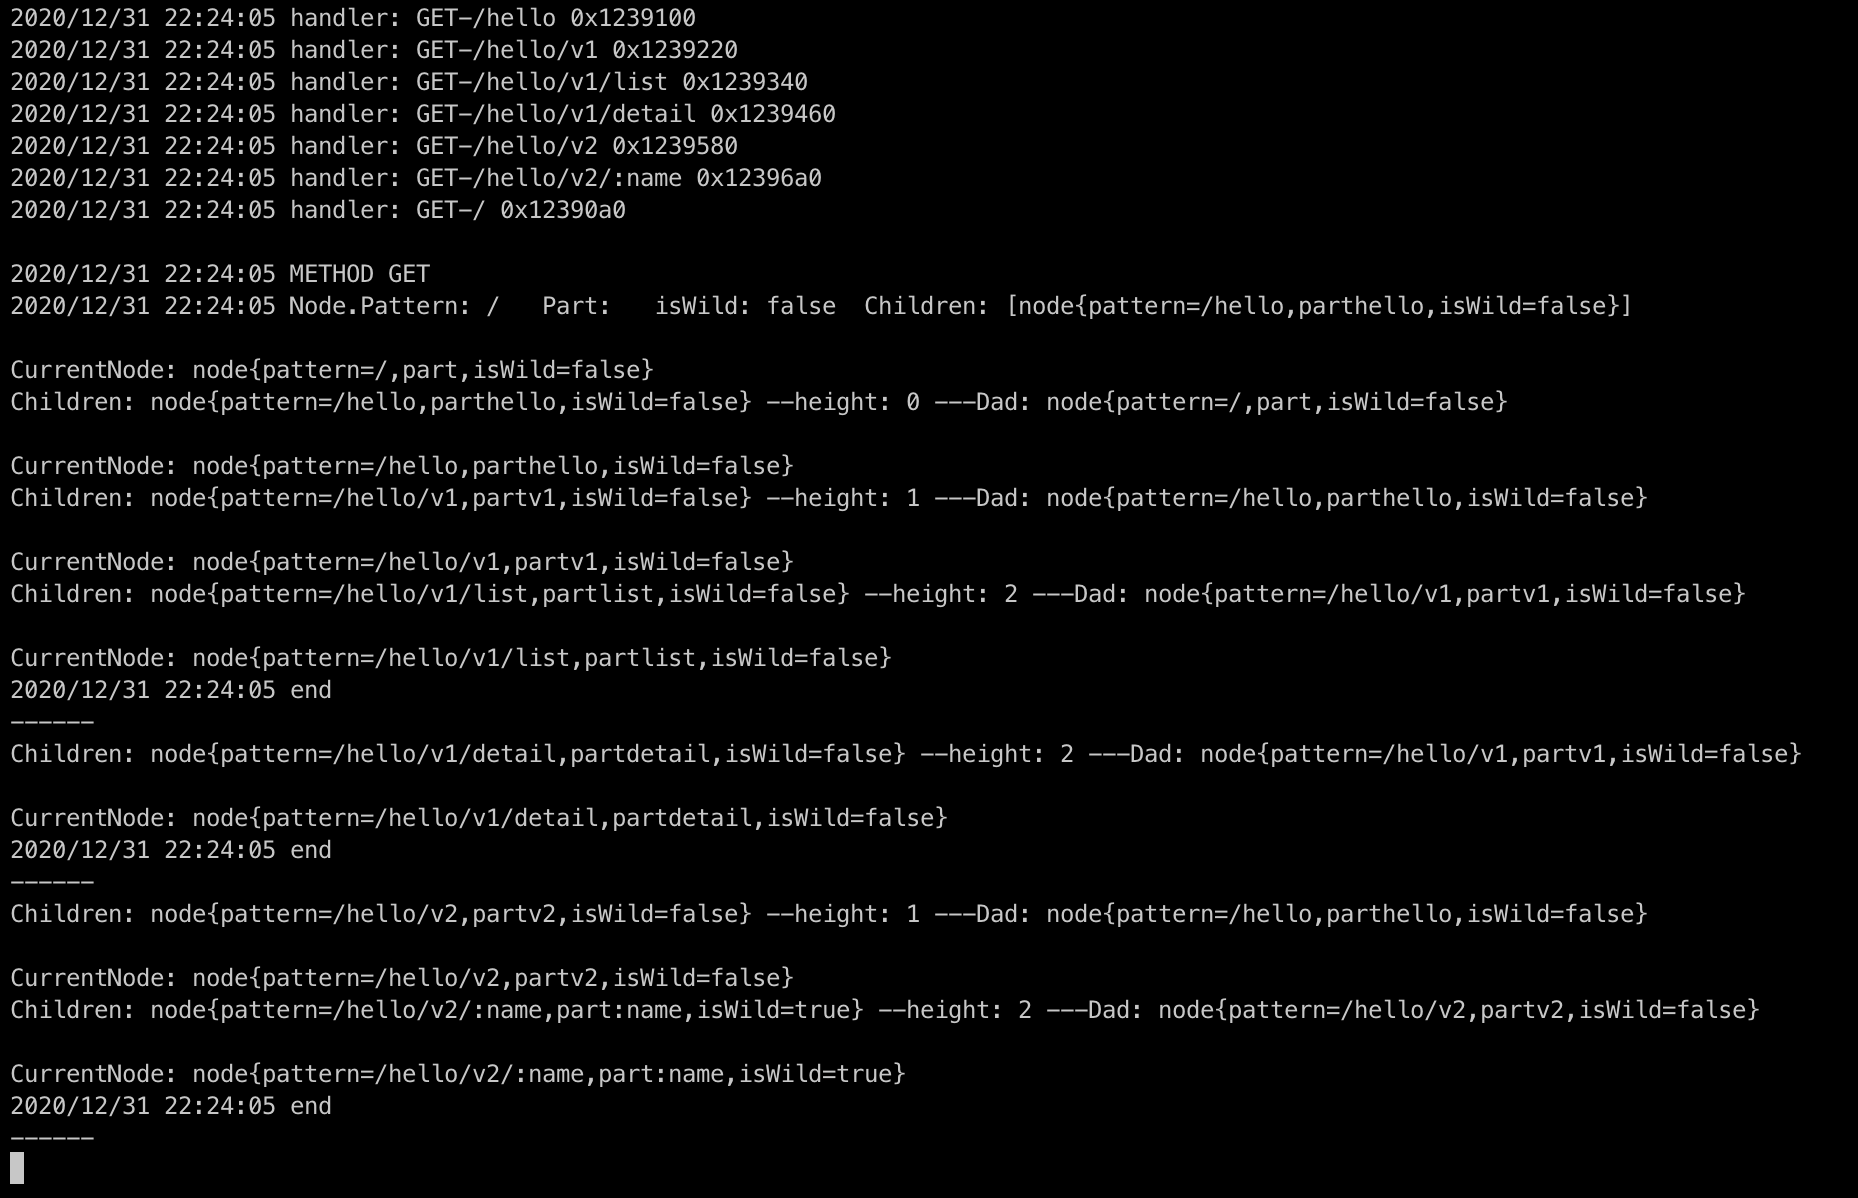 2020/12/31 22:24:05 handler: GET-/hello 0x1239100
2020/12/31 22:24:05 handler: GET-/hello/v1 0x1239220
2020/12/31 22:24:05 handler: GET-/hello/v1/list 0x1239340
2020/12/31 22:24:05 handler: GET-/hello/v1/detail 0x1239460
2020/12/31 22:24:05 handler: GET-/hello/v2 0x1239580
2020/12/31 22:24:05 handler: GET-/hello/v2/:name 0x12396a0
2020/12/31 22:24:05 handler: GET-/ 0x12390a0
2020/12/31 22:24:05 METHOD GET
2020/12/31 22:24:05 Node.Pattern: /   Part:   isWild: false  Children: [node{pattern=/hello,parthello,isWild=false}]
CurrentNode: node{pattern=/,part,isWild=false}
Children: node{pattern=/hello,parthello,isWild=false} --height: 0 ---Dad: node{pattern=/,part,isWild=false}
CurrentNode: node{pattern=/hello,parthello,isWild=false}
Children: node{pattern=/hello/v1,partv1,isWild=false} --height: 1 ---Dad: node{pattern=/hello,parthello,isWild=false}
CurrentNode: node{pattern=/hello/v1,partv1,isWild=false}
Children: node{pattern=/hello/v1/list,partlist,isWild=false} --height: 2 ---Dad: node{pattern=/hello/v1,partv1,isWild=false}
CurrentNode: node{pattern=/hello/v1/list,partlist,isWild=false}
2020/12/31 22:24:05 end
------
Children: node{pattern=/hello/v1/detail,partdetail,isWild=false} --height: 2 ---Dad: node{pattern=/hello/v1,partv1,isWild=false}
CurrentNode: node{pattern=/hello/v1/detail,partdetail,isWild=false}
2020/12/31 22:24:05 end
------
Children: node{pattern=/hello/v2,partv2,isWild=false} --height: 1 ---Dad: node{pattern=/hello,parthello,isWild=false}
CurrentNode: node{pattern=/hello/v2,partv2,isWild=false}
Children: node{pattern=/hello/v2/:name,part:name,isWild=true} --height: 2 ---Dad: node{pattern=/hello/v2,partv2,isWild=false}
CurrentNode: node{pattern=/hello/v2/:name,part:name,isWild=true}
2020/12/31 22:24:05 end
------